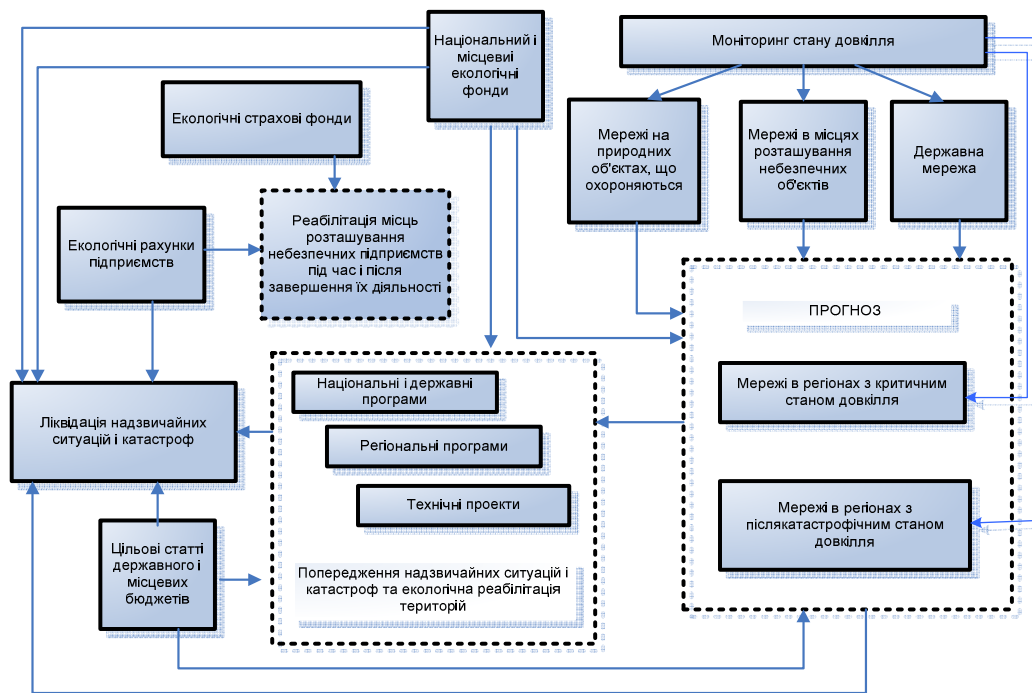 Національний і
місцевиі
екологічні
фонди
Моніторинг стану довкілля
Екологічні страхові фонди
Мережі на
природних
об'єктах, що
охороняються
Мережі в місцях
розташування
небезпечних
об'єктів
Державна
мережа
Екологічні рахунки
підприємств
Реабілітація місць
розташування
небезпечних підприємств
під час і після
завершення їх діяльності
ПРОГНОЗ
Національні і державні
програми
Мережі в регіонах з критичним
станом довкілля
Ліквідація надзвичайних
ситуацій і катастроф
Регіональні програми
Технічні проекти
Мережі в регіонах з
післякатастрофічним станом
довкілля
Цільові статті
державного і
місцевих
бюджетів
Попередження надзвичайних ситуацій і
катастроф та екологічна реабілітація
територій